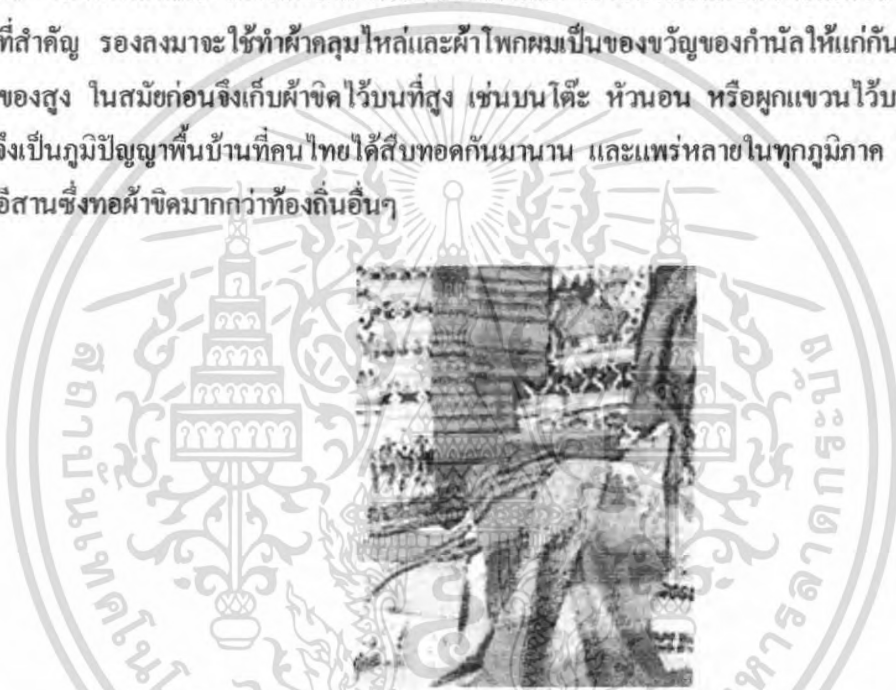 ที่สำคัญ รองลงมาจะใช้ทำผ้าคลุมไหล่และผ้าโพกผมเป็นของขวัญของกำนัลให้แก่กัน
ของสูง ในสมัยก่อนจึงเก็บผ้าขิดไว้บนที่สูง เช่นบนโต๊ะ หัวนอน หรือผูกแขวนไว้บ
จึงเป็นภูมิปัญญาพื้นบ้านที่คนไทยได้สืบทอดกันมานาน และแพร่หลายในทุกภูมิภาค
อีสานซึ่งทอผ้าขิดมากกว่าท้องถิ่นอื่นๆ